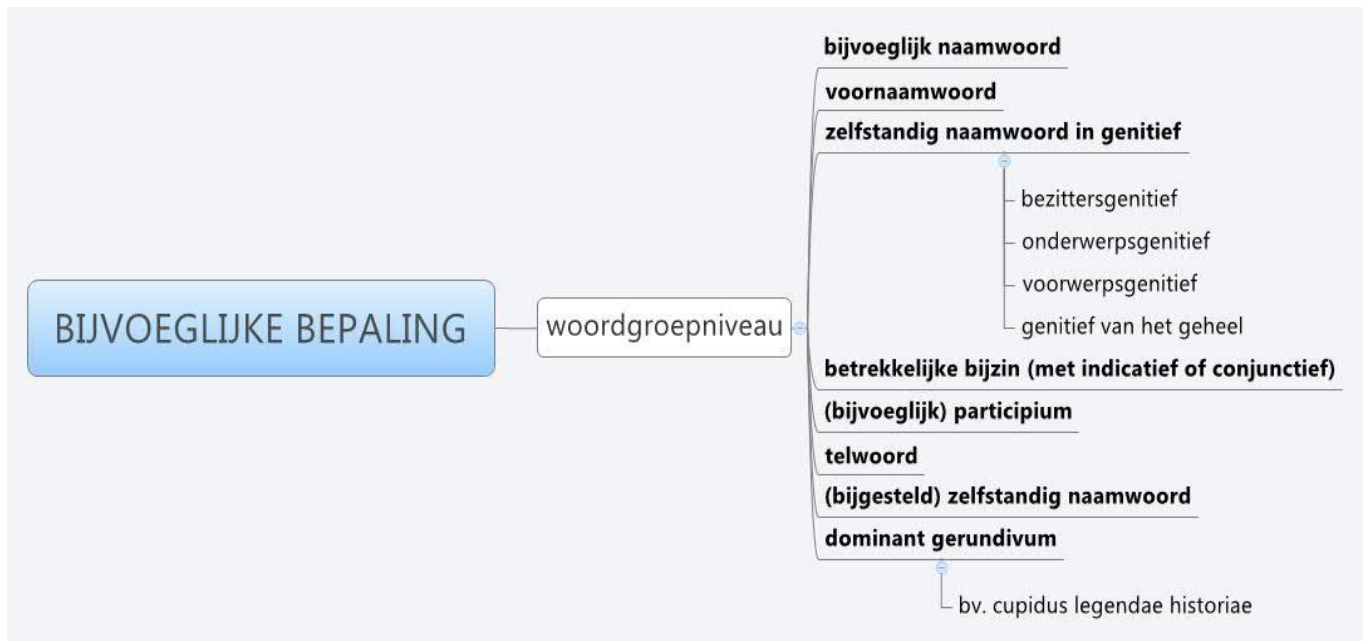 BIJVOEGLIJKE BEPALING
woordgroepniveau
bijvoeglijk naamwoord
voornaamwoord
zelfstandig naamwoord in genitief
bezittersgenitief
onderwerpsgenitief
voorwerpsgenitief
genitief van het geheel
betrekkelijke bijzin (met indicatief of conjunctief)
(bijvoeglijk) participium
telwoord
(bijgesteld) zelfstandig naamwoord
dominant gerundivum
bv. cupidus legendae historiae